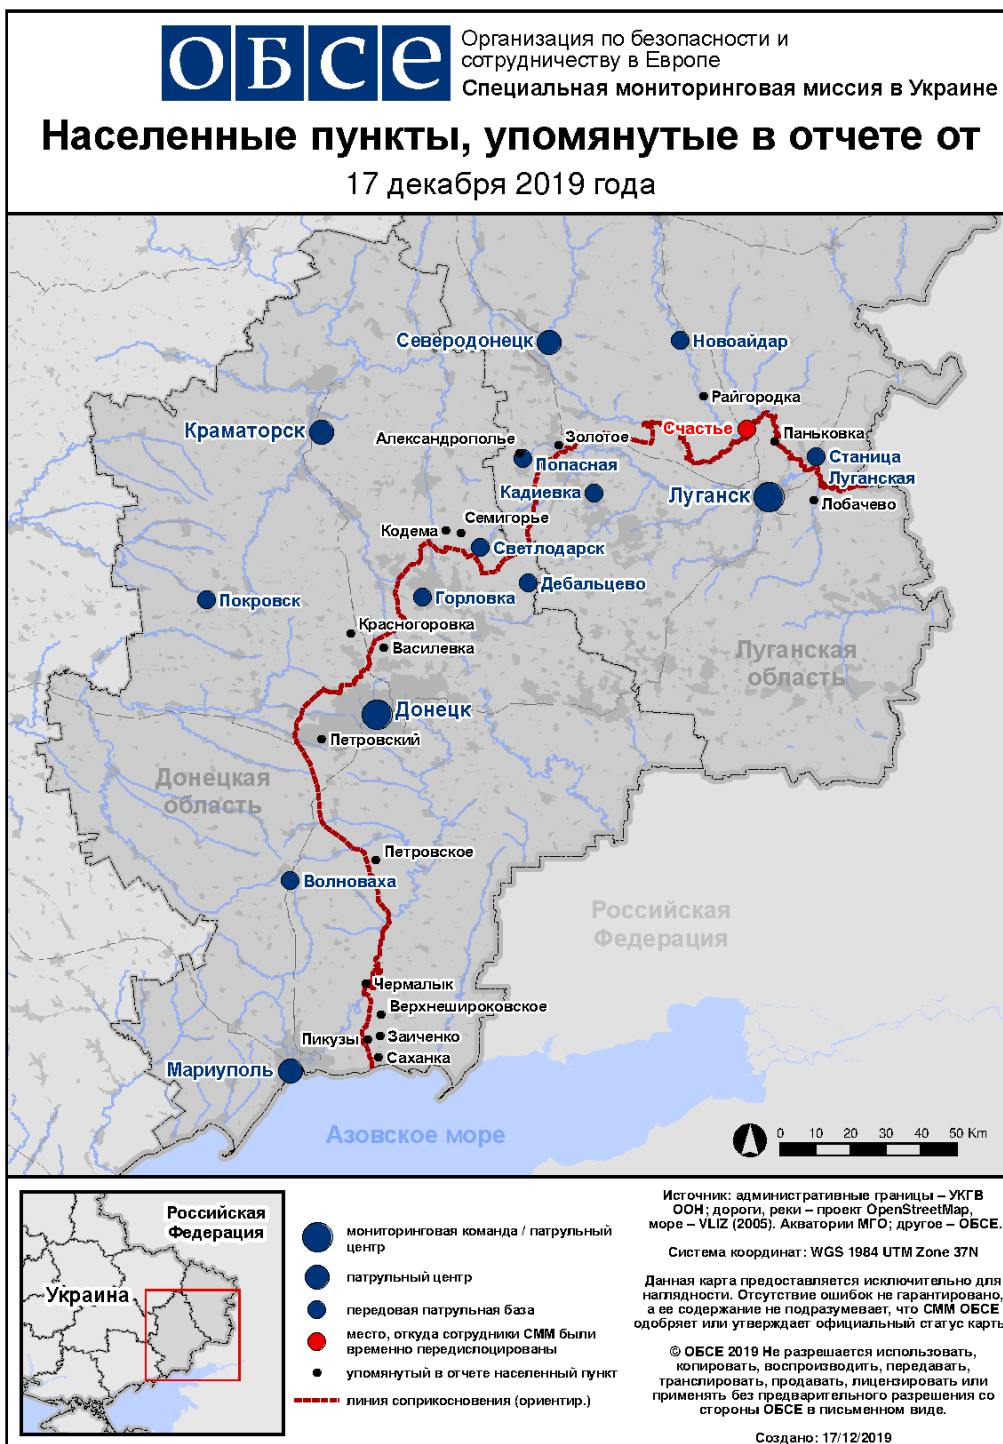 ОБСЕ
Организация по безопасности и
сотрудничеству в Европе
Специальная мониторинговая миссия в Украине
Населенные пункты, упомянутые в отчете от
17 декабря 2019 года
Северодонецк
Новоайдар
Райгородка
Краматорск
Счастье
Александрополье
Золотое
Паньковка
Попасная
Станица
Луганская
Кадиевка
Луганск
Лобачево
Семигорье
Кодема
Светлодарск
Дебальцево
Покровск
Горловка
Красногоровка
Василевка
Луганская
область
Донецк
Петровский
Донецкая
область
Петровское
Волноваха
Российская
Федерация
Чермалык
Верхнешироковское
Пикузы
Заиченко
Саханка
Мариуполь
Азовское море
0 10 20 30 40 50 Km
Российская
Федерация
Украина
мониторинговая команда / патрульный
центр
патрульный центр
передовая патрульная база
место, откуда сотрудники СММ были
временно передислоцированы
упомянутый в отчете населенный пункт
линия соприкосновения (ориентир.)
Источник: административные границы – УКГВ
ООН; дороги, реки – проект OpenStreetMap,
море – VLIZ (2005). Акватории МГО; другое – ОБСЕ.
Система координат: WGS 1984 UTM Zone 37N
Данная карта предоставляется исключительно для
наглядности. Отсутствие ошибок не гарантировано,
а ее содержание не подразумевает, что СММ ОБСЕ
одобряет или утверждает официальный статус карты
© ОБСЕ 2019 Не разрешается использовать,
копировать, воспроизводить, передавать,
транслировать, продавать, лицензировать или
применять без предварительного разрешения со
стороны ОБСЕ в письменном виде.
Создано: 17/12/2019